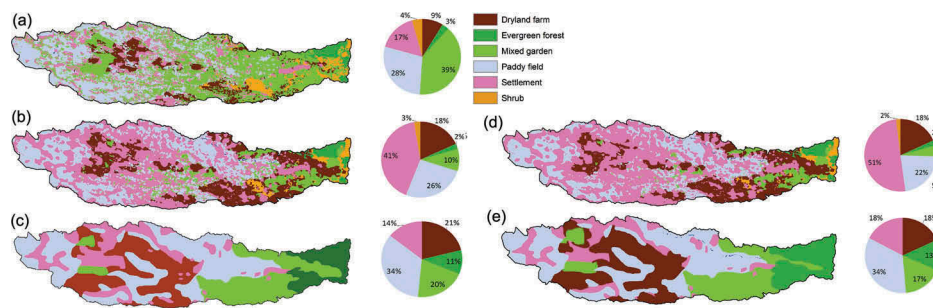 (a)
4%
9%
3%
17%
28%
39%
Dryland farm
Evergreen forest
Mixed garden
Paddy field
Settlement
Shrub
(b)
3%
18%
2%
41%
10%
26%
(d)
2%
18%
51%
22%
(c)
14%
21%
11%
34%
20%
(e)
18%
18%
34%
17%